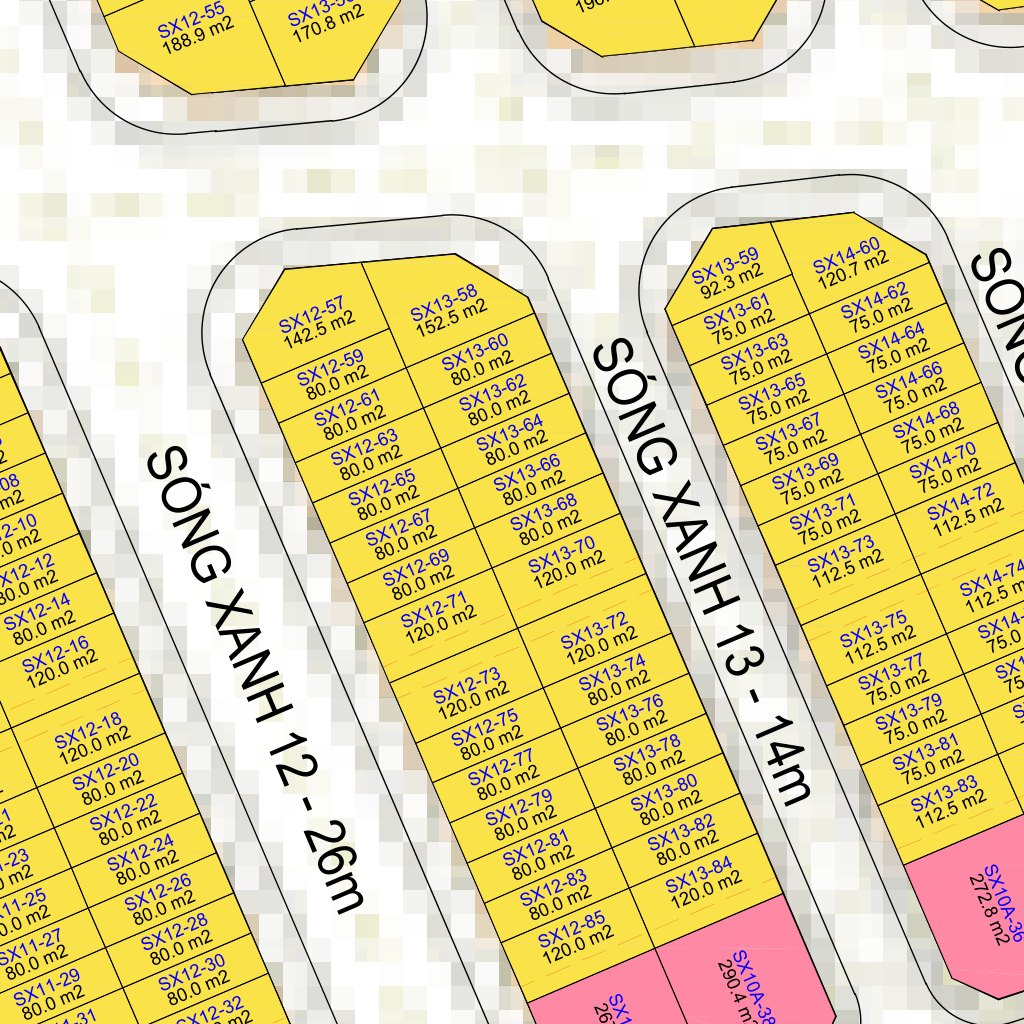 SX12-55
188.9 m2
170.8 m2
SX12-57
142.5 m2
SX13-58
152.5 m2
SX12-59
80.0 m2
SX13-60
80.0 m2
SX12-61
80.0 m2
SX13-62
80.0 m2
SX12-63
80.0 m2
SX13-64
80.0 m2
SX12-65
80.0 m2
SX13-66
80.0 m2
SX12-67
80.0 m2
SX13-68
80.0 m2
SX12-69
80.0 m2
SX13-70
120.0 m2
SX12-71
120.0 m2
SX13-72
120.0 m2
SX12-73
120.0 m2
SX13-74
80.0 m2
SX12-75
80.0 m2
SX13-76
80.0 m2
SX12-77
80.0 m2
SX13-78
80.0 m2
SX12-79
80.0 m2
SX13-80
80.0 m2
SX12-81
80.0 m2
SX13-82
80.0 m2
SX12-83
80.0 m2
SX13-84
120.0 m2
SX12-85
120.0 m2
SX10A-38
290.4 m2
SX13-59
92.3 m2
SX14-60
120.7 m2
SX13-61
75.0 m2
SX14-62
75.0 m2
SX13-63
75.0 m2
SX14-64
75.0 m2
SX13-65
75.0 m2
SX14-66
75.0 m2
SX13-67
75.0 m2
SX14-68
75.0 m2
SX13-69
75.0 m2
SX14-70
75.0 m2
SX13-71
75.0 m2
SX14-72
112.5 m2
SX13-73
112.5 m2
SX14-74
112.5 m2
SX13-75
112.5 m2
SX13-77
75.0 m2
SX13-79
75.0 m2
SX13-81
75.0 m2
SX13-83
112.5 m2
SX10A-36
272.8 m2
SÓNG XANH 12 - 26m
SÓNG XANH 13 - 14m
SÓNG
SX12-12
80.0 m2
SX12-14
80.0 m2
SX12-16
120.0 m2
SX12-18
120.0 m2
SX12-20
80.0 m2
SX12-22
80.0 m2
SX12-24
80.0 m2
SX12-26
80.0 m2
SX12-28
80.0 m2
SX12-30
80.0 m2
SX12-32
SX11-27
80.0 m2
SX11-29
80.0 m2